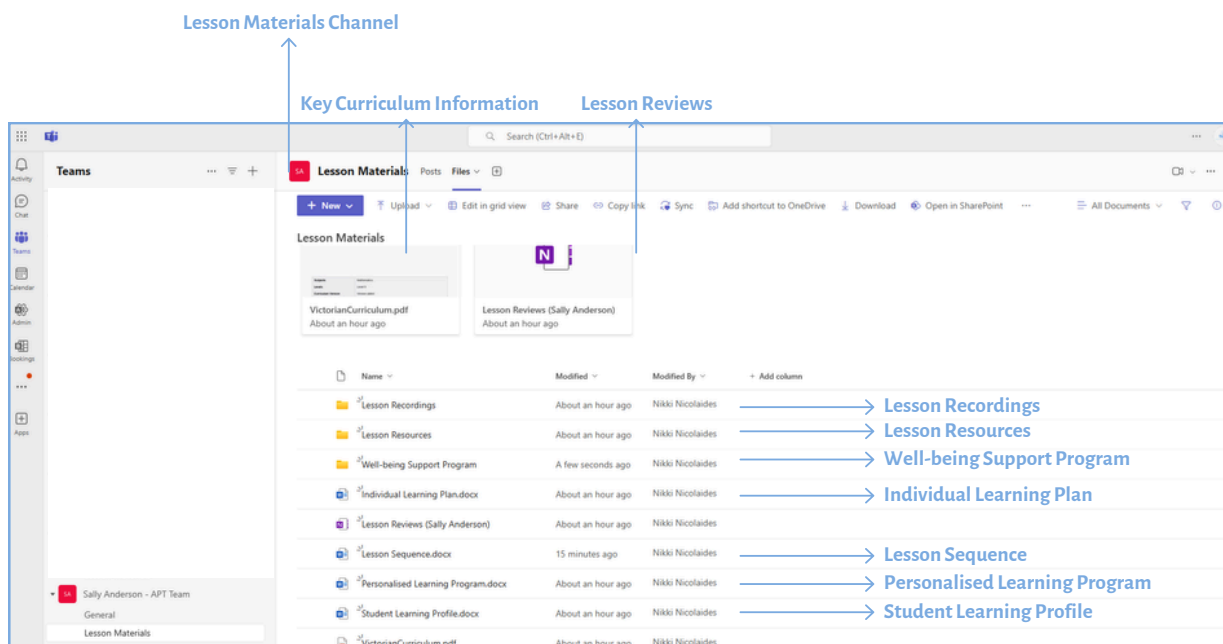 Lesson Materials Channel
Key Curriculum Information
Lesson Reviews
Search (Ctrl+Alt+E)
Activity
Teams
SA Lesson Materials Posts Files
Chat
+ New Upload Edit in grid view Share Copy link Sync Add shortcut to OneDrive Download Open in SharePoint All Documents
Teams
Lesson Materials
Calendar
N
VictorianCurriculum.pdf
About an hour ago
Lesson Reviews (Sally Anderson)
About an hour ago
Admin
Bookings
Apps
Name Modified Modified By + Add column
Lesson Recordings About an hour ago Nikki Nicolaides Lesson Recordings
Lesson Resources About an hour ago Nikki Nicolaides Lesson Resources
Well-being Support Program A few seconds ago Nikki Nicolaides Well-being Support Program
Individual Learning Plan.docx About an hour ago Nikki Nicolaides Individual Learning Plan
Lesson Reviews (Sally Anderson) About an hour ago Nikki Nicolaides
Lesson Sequence.docx 15 minutes ago Nikki Nicolaides Lesson Sequence
Personalised Learning Program.docx About an hour ago Nikki Nicolaides Personalised Learning Program
Student Learning Profile.docx About an hour ago Nikki Nicolaides Student Learning Profile
VictorianCurriculum.pdf About an hour ago Nikki Nicolaides
SA Sally Anderson - APT Team
General
Lesson Materials